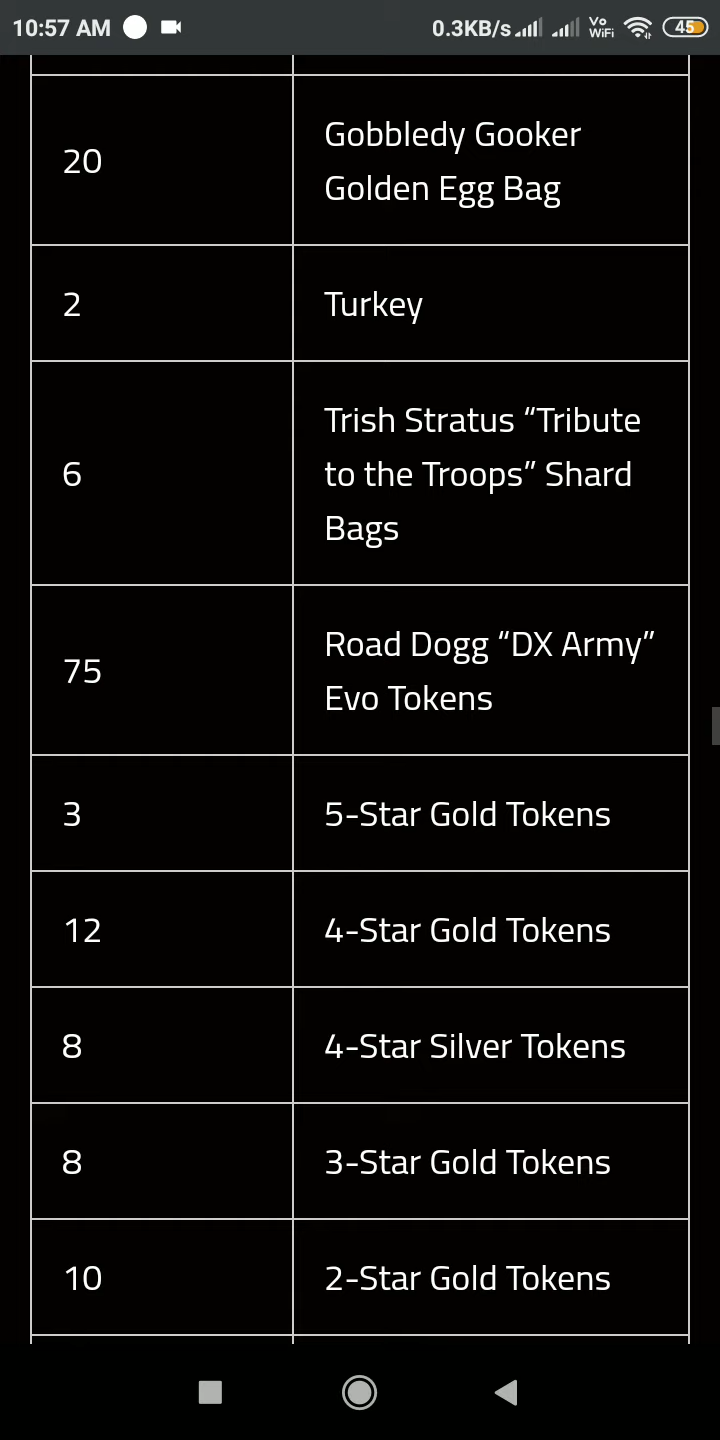 10:57 AM 0.3KB/s Vo WiFi 45
20
Gobbledy Gooker
Golden Egg Bag
2
Turkey
6
Trish Stratus “Tribute
to the Troops” Shard
Bags
75
Road Dogg “DX Army”
Evo Tokens
3
5-Star Gold Tokens
12
4-Star Gold Tokens
8
4-Star Silver Tokens
8
3-Star Gold Tokens
10
2-Star Gold Tokens